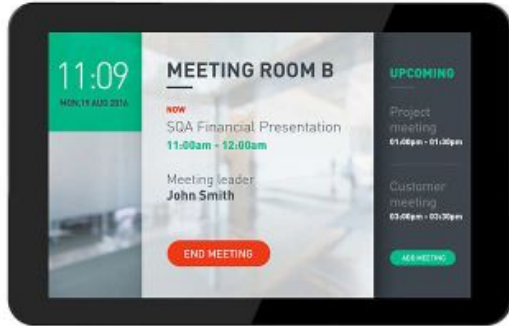 11:09
MON,19 AUG 2016
MEETING ROOM B
NOW
SQA Financial Presentation
11:00am - 12:00am
Meeting leader
John Smith
END MEETING
UPCOMING
Project
meeting
01:00pm - 01:30pm
Customer
meeting
03:00pm - 03:30pm
ADD MEETING